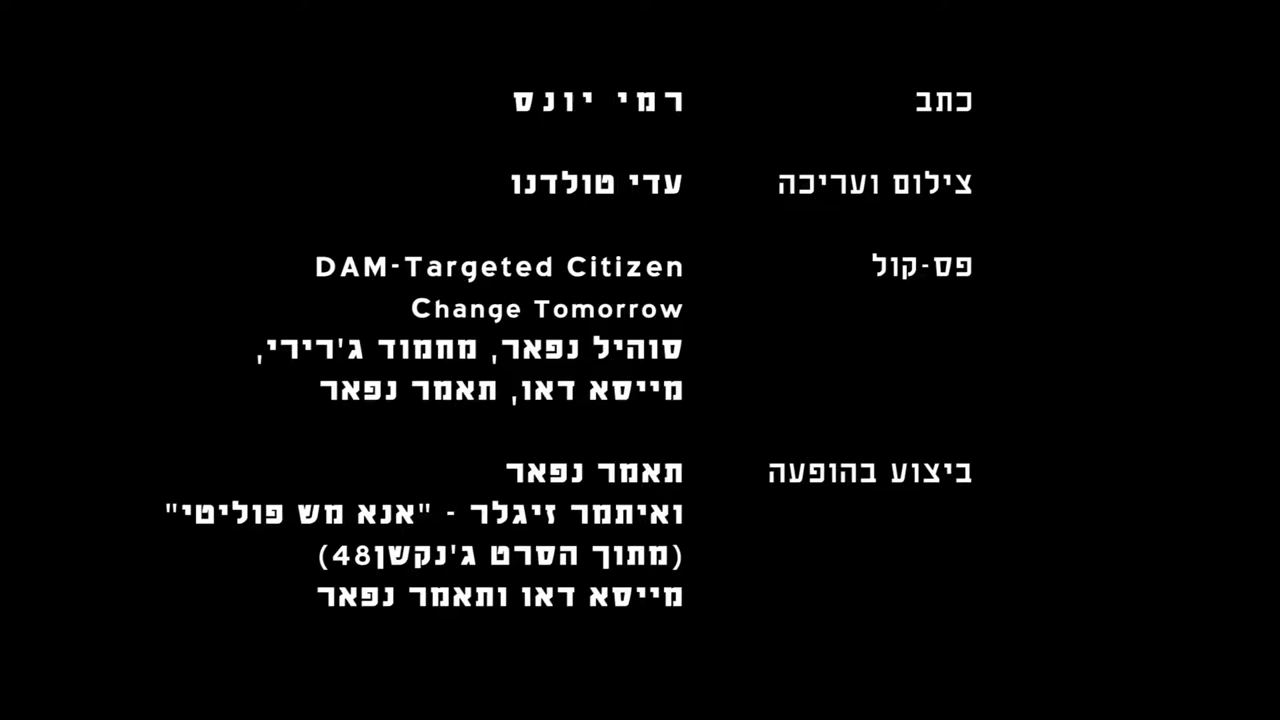 כתב רמי יונס
צילום ועריכה עדי טולדנו
פס-קול DAM-Targeted Citizen
Change Tomorrow
סוהיל נפאר, מחמוד ג'רירי,
מייסא דאו, תאמר נפאר
ביצוע בהופעה תאמר נפאר
ואיתמר זיגלר - "אנא מש פוליטי"
(מתוך הסרט ג'נקשן48)
מייסא דאו ותאמר נפאר